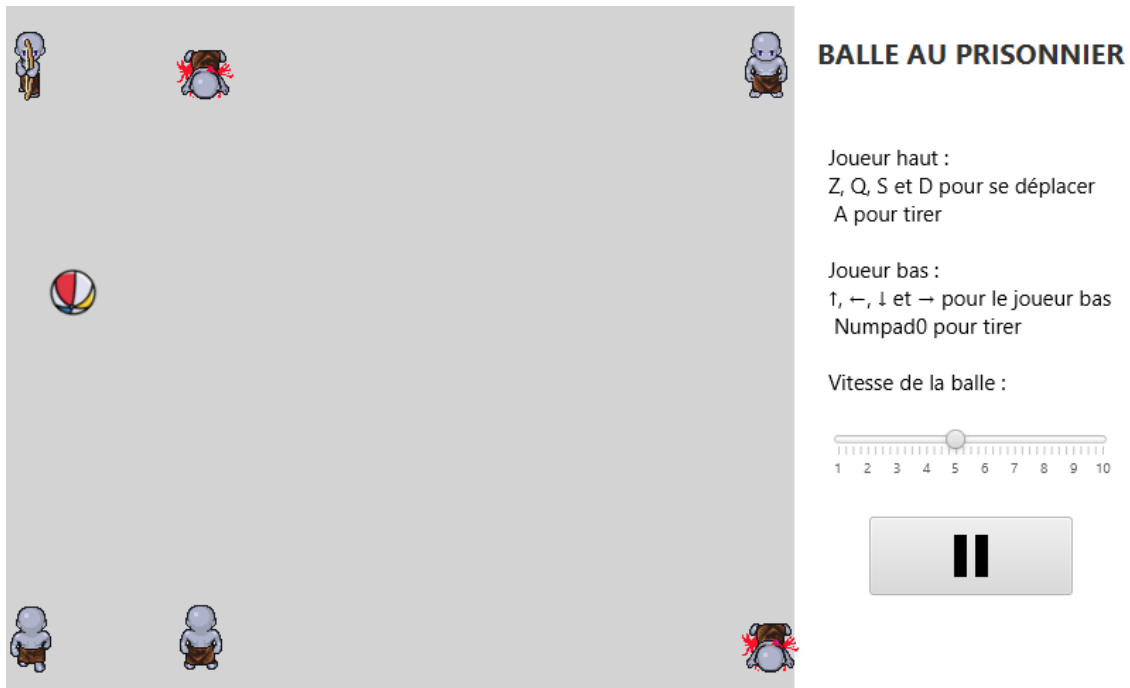 BALLE AU PRISONNIER
Joueur haut :
Z, Q, S et D pour se déplacer
A pour tirer
Joueur bas :
↑, ←, ↓ et → pour le joueur bas
Numpad0 pour tirer
Vitesse de la balle :
1 2 3 4 5 6 7 8 9 10